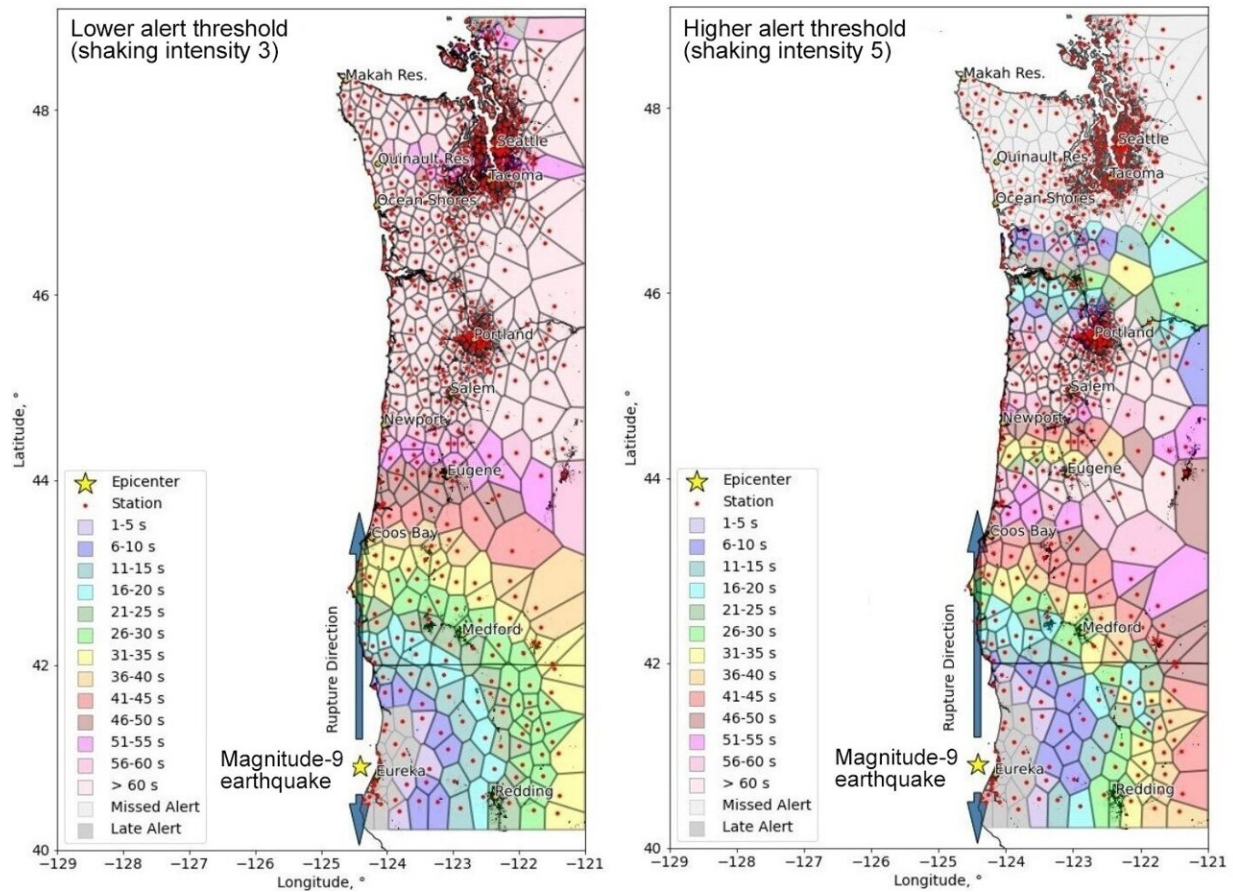 Lower alert threshold
(shaking intensity 3)
Makah Res.
48
Seattle
Quinault Res.
Tacoma
Ocean Shores
46
Portland
Salem
Newport
Latitude, °
Eugene
44
Epicenter
Station
1-5 s
6-10 s
11-15 s
16-20 s
21-25 s
26-30 s
31-35 s
36-40 s
41-45 s
46-50 s
51-55 s
56-60 s
> 60 s
Missed Alert
Late Alert
Coos Bay
Rupture Direction
Medford
42
Magnitude-9
earthquake
Eureka
Redding
40
−129 −128 −127 −126 −125 −124 −123 −122 −121
Longitude, °
Higher alert threshold
(shaking intensity 5)
Makah Res.
48
Seattle
Quinault Res
Tacoma
Ocean Shores
46
Portland
Salem
Newport
Latitude, °
Eugene
44
Epicenter
Station
1-5 s
6-10 s
11-15 s
16-20 s
21-25 s
26-30 s
31-35 s
36-40 s
41-45 s
46-50 s
51-55 s
56-60 s
> 60 s
Missed Alert
Late Alert
Coos Bay
Rupture Direction
Medford
42
Magnitude-9
earthquake
Eureka
Redding
40
−129 −128 −127 −126 −125 −124 −123 −122 −121
Longitude, °